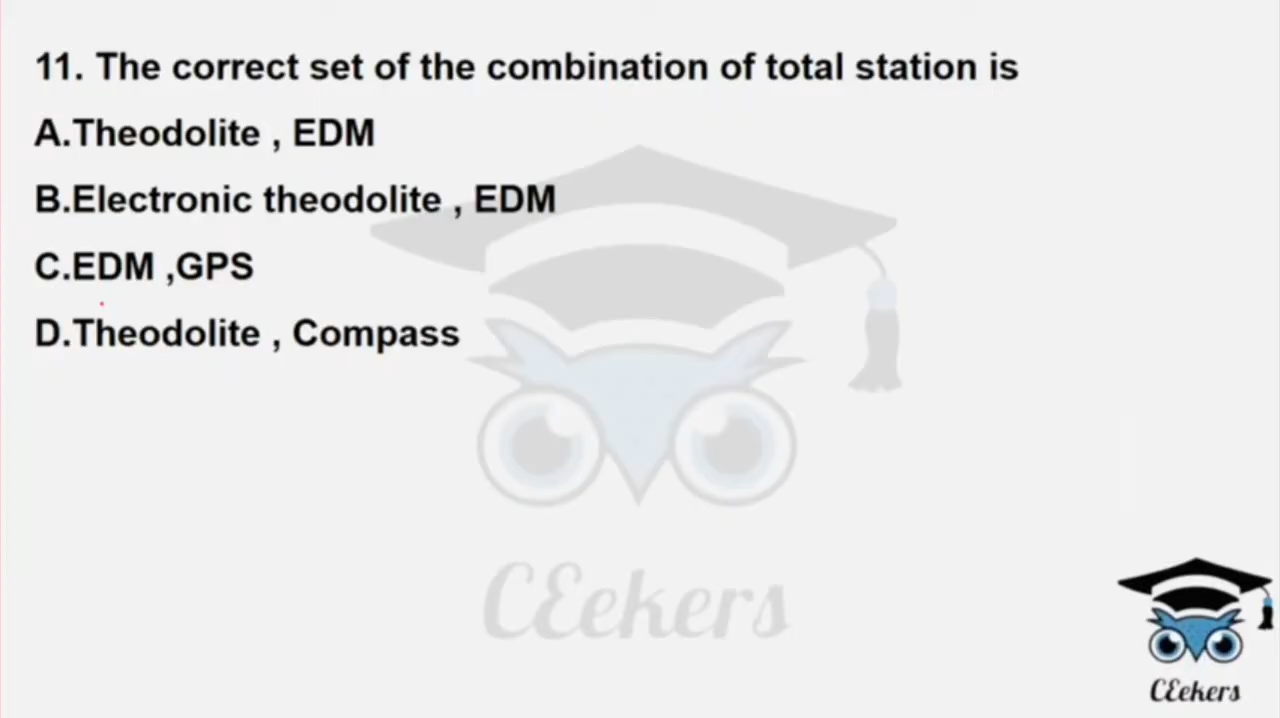 11. The correct set of the combination of total station is
A.Theodolite , EDM
B.Electronic theodolite , EDM
C.EDM ,GPS
D.Theodolite , Compass
CEekers
CEekers